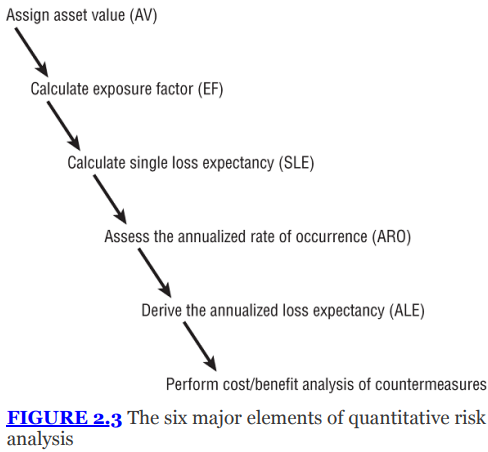 Assign asset value (AV)
Calculate exposure factor (EF)
Calculate single loss expectancy (SLE)
Assess the annualized rate of occurrence (ARO)
Derive the annualized loss expectancy (ALE)
Perform cost/benefit analysis of countermeasures
FIGURE 2.3 The six major elements of quantitative risk
analysis